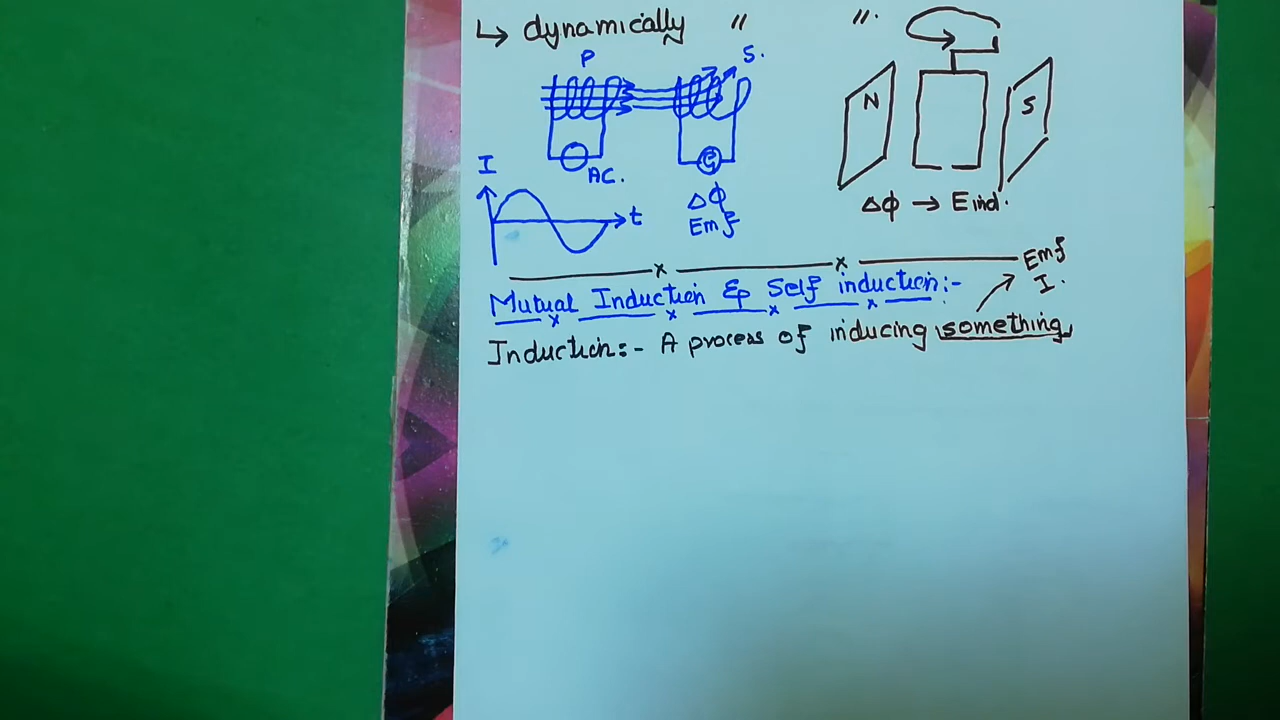 ↳ dynamically " ".
P S.
N S
G
AC.
I
t
Δϕ
Emf
Δϕ → Eind.
Emf
I.
Mutual Induction & Self induction:-
Induction:- A process of inducing something